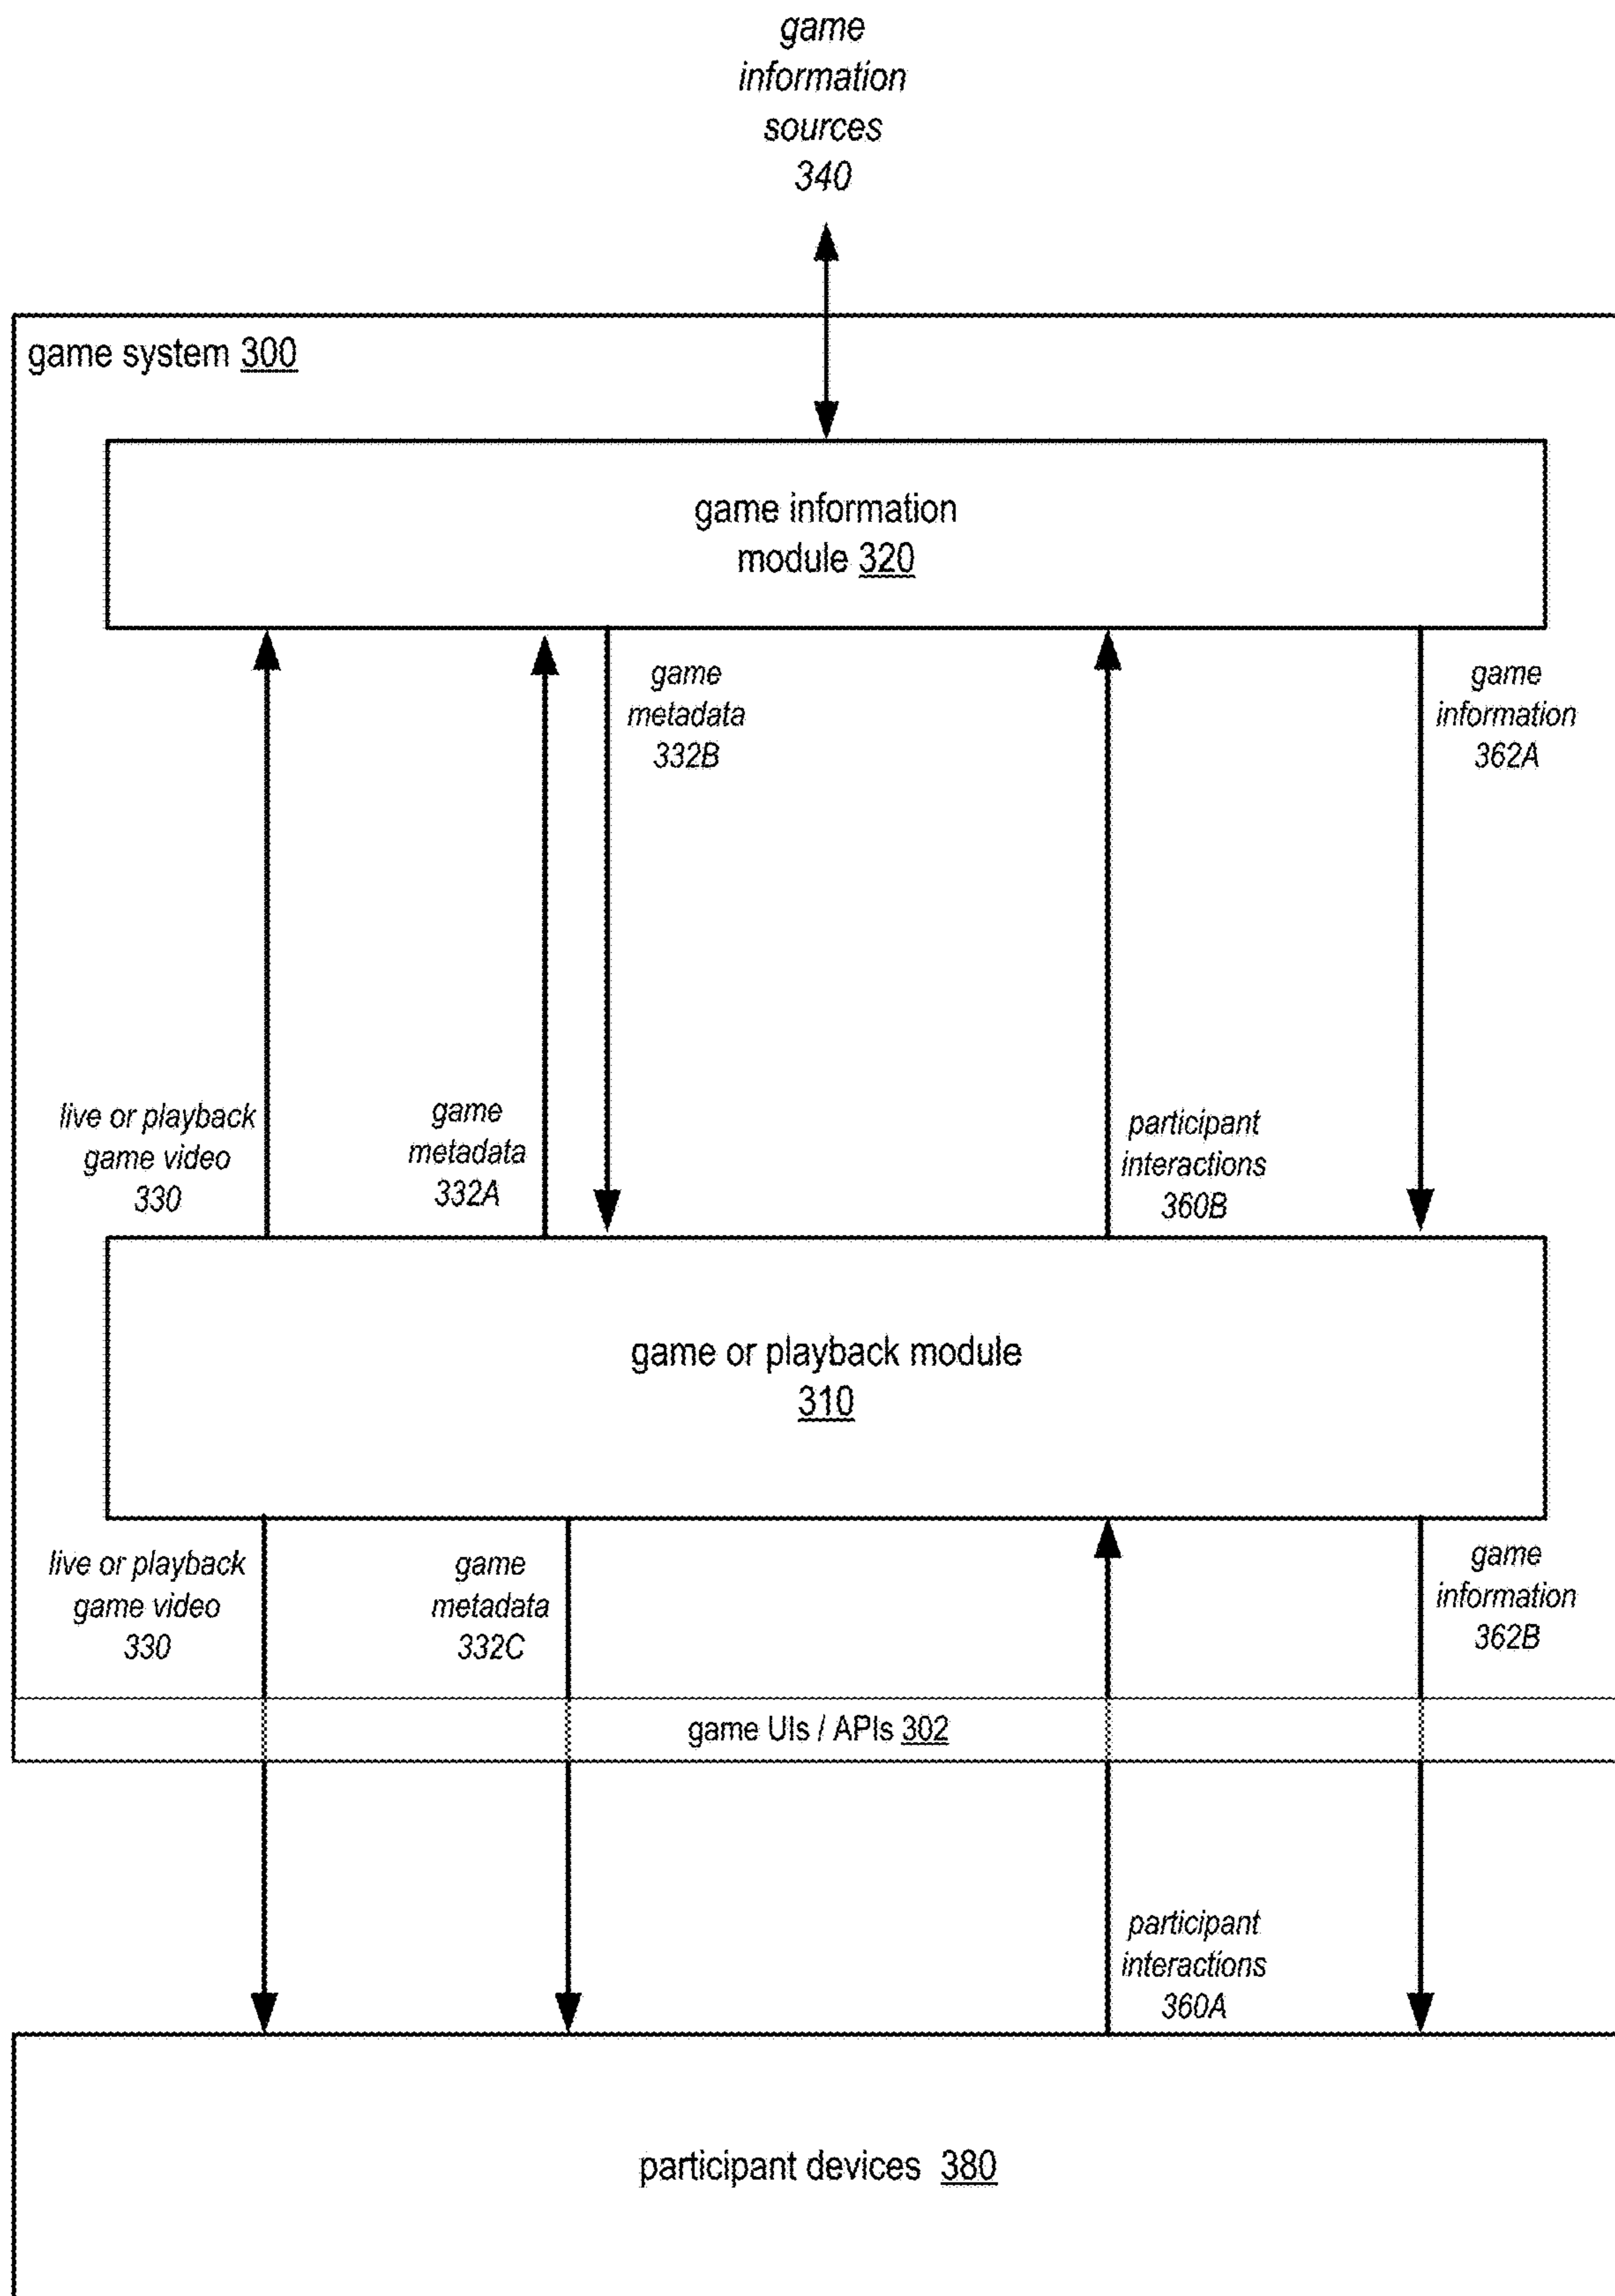 game
information
sources
340
game system 300
game information
module 320
game
metadata
332B
game
information
362A
live or playback
game video
330
game
metadata
332A
participant
interactions
360B
game or playback module
310
live or playback
game video
330
game
metadata
332C
game
information
362B
game UIs / APIs 302
participant
interactions
360A
participant devices 380